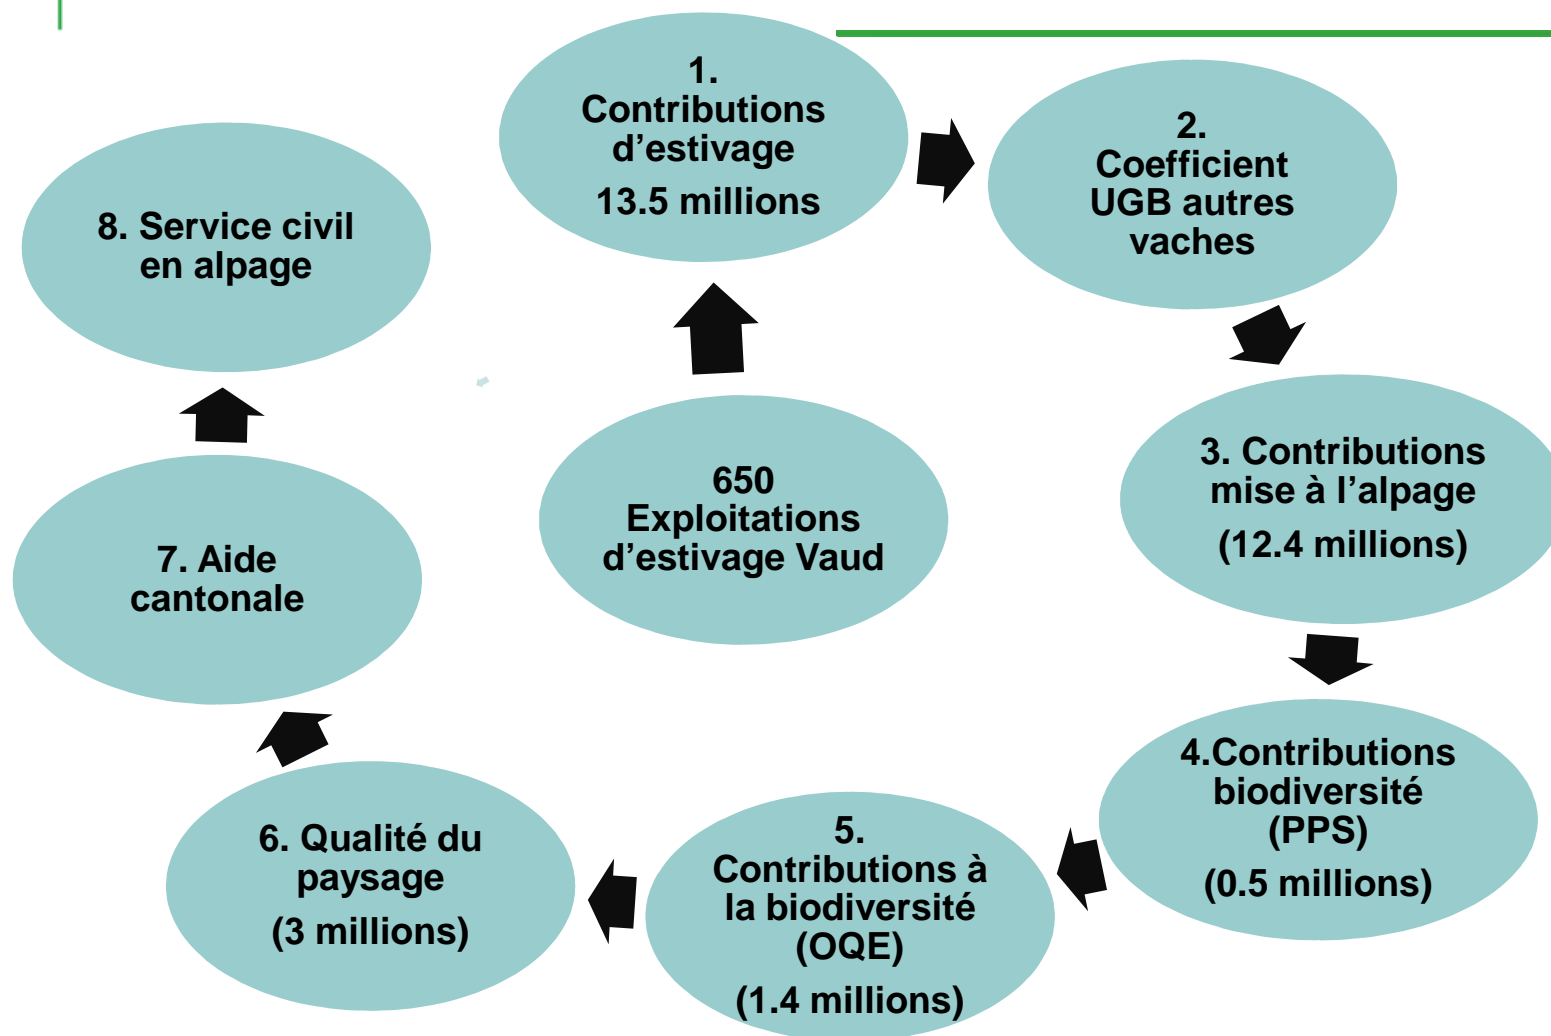 1.
Contributions
d’estivage
13.5 millions
2.
Coefficient
UGB autres
vaches
3. Contributions
mise à l’alpage
(12.4 millions)
4.Contributions
biodiversité
(PPS)
(0.5 millions)
5.
Contributions à
la biodiversité
(OQE)
(1.4 millions)
6. Qualité du
paysage
(3 millions)
7. Aide
cantonale
8. Service civil
en alpage
650
Exploitations
d’estivage Vaud